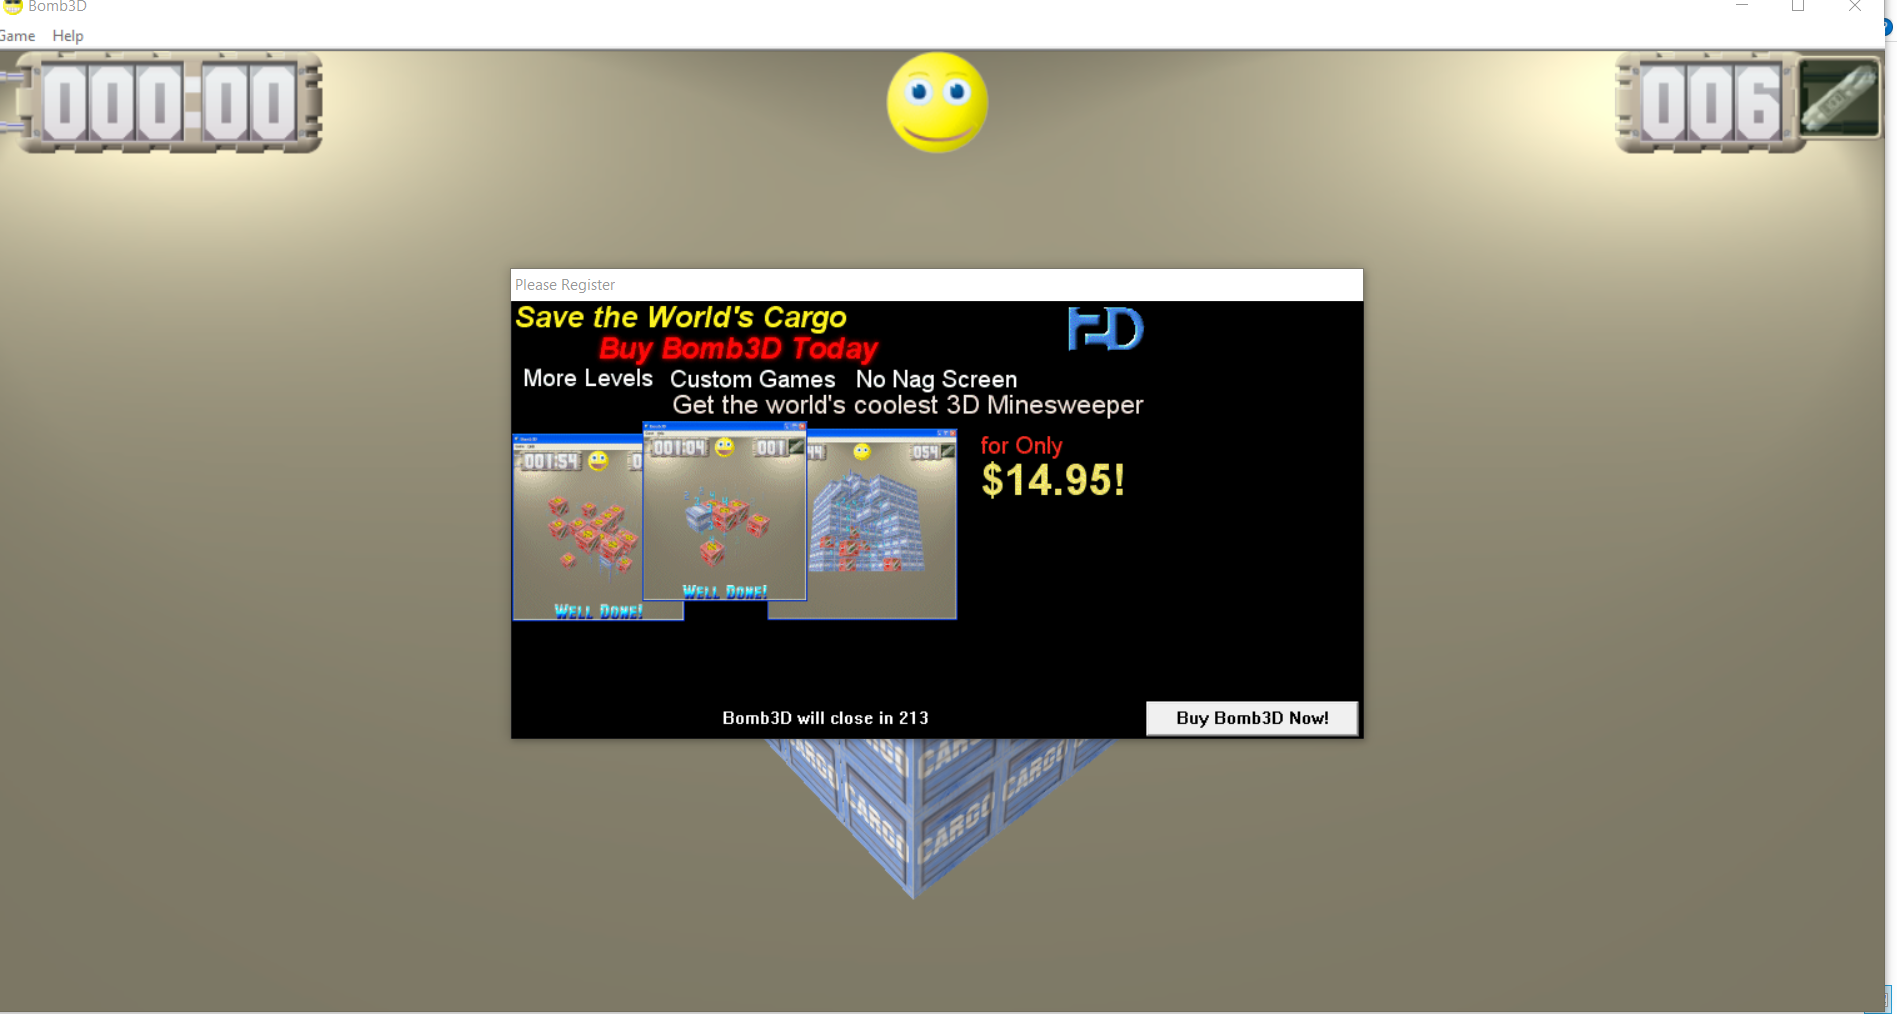 Bomb3D
Game Help
000:00
006
Please Register
Save the World's Cargo
Buy Bomb3D Today
More Levels Custom Games No Nag Screen
Get the world's coolest 3D Minesweeper
for Only
$14.95!
001:54
001:04
001
054
WELL DONE!
WELL DONE!
Bomb3D will close in 213
Buy Bomb3D Now!
CARGO
CARGO
CARGO
CARGO
CARGO